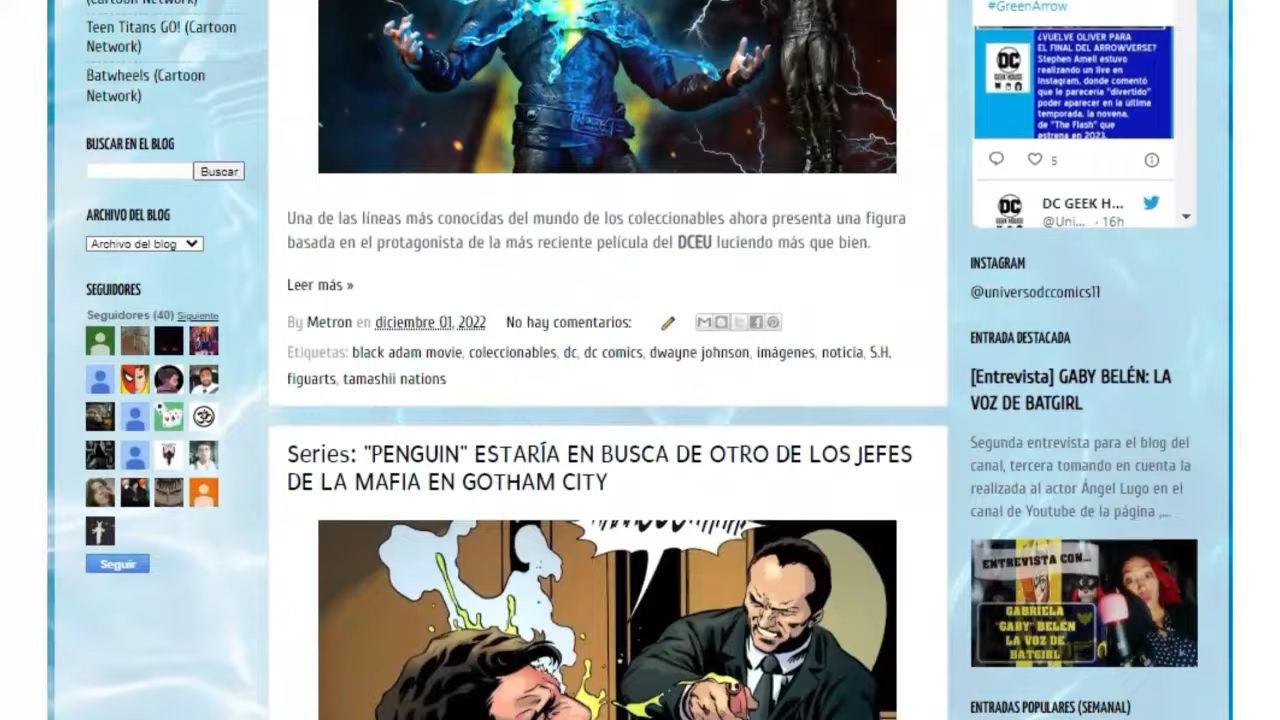 (Cartoon Network)
Teen Titans GO! (Cartoon
Network)
Batwheels (Cartoon
Network)
BUSCAR EN EL BLOG
Buscar
ARCHIVO DEL BLOG
Archivo del blog
SEGUIDORES
Seguidores (40) Siguiente
Seguir
Una de las líneas más conocidas del mundo de los coleccionables ahora presenta una figura
basada en el protagonista de la más reciente película del DCEU luciendo más que bien.
Leer más »
By Metron en diciembre 01, 2022 No hay comentarios:
Etiquetas: black adam movie, coleccionables, dc, dc comics, dwayne johnson, imágenes, noticia, S.H.
figuarts, tamashii nations
Series: "PENGUIN" ESTARÍA EN BUSCA DE OTRO DE LOS JEFES
DE LA MAFIA EN GOTHAM CITY
#GreenArrow
DC
GEEK HOUSE
¿VUELVE OLIVER PARA
EL FINAL DEL ARROWVERSE?
Stephen Amell estuvo
realizando un live en
Instagram, donde comentó
que le parecería "divertido"
poder aparecer en la última
temporada, la novena,
de "The Flash" que
estrena en 2023.
5
DC GEEK H...
@Uni... · 16h
INSTAGRAM
@universodccomics11
ENTRADA DESTACADA
[Entrevista] GABY BELÉN: LA
VOZ DE BATGIRL
Segunda entrevista para el blog del
canal, tercera tomando en cuenta la
realizada al actor Ángel Lugo en el
canal de Youtube de la página ,...
ENTREVISTA CON...
GABRIELA
"GABY" BELÉN
LA VOZ DE
BATGIRL
ENTRADAS POPULARES (SEMANAL)